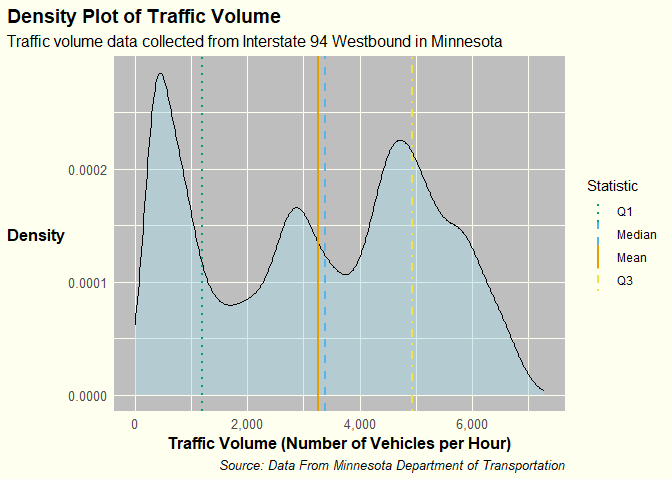 Density Plot of Traffic Volume
Traffic volume data collected from Interstate 94 Westbound in Minnesota
Density
0.0002
0.0001
0.0000
0
2,000
4,000
6,000
Traffic Volume (Number of Vehicles per Hour)
Source: Data From Minnesota Department of Transportation
Statistic
Q1
Median
Mean
Q3